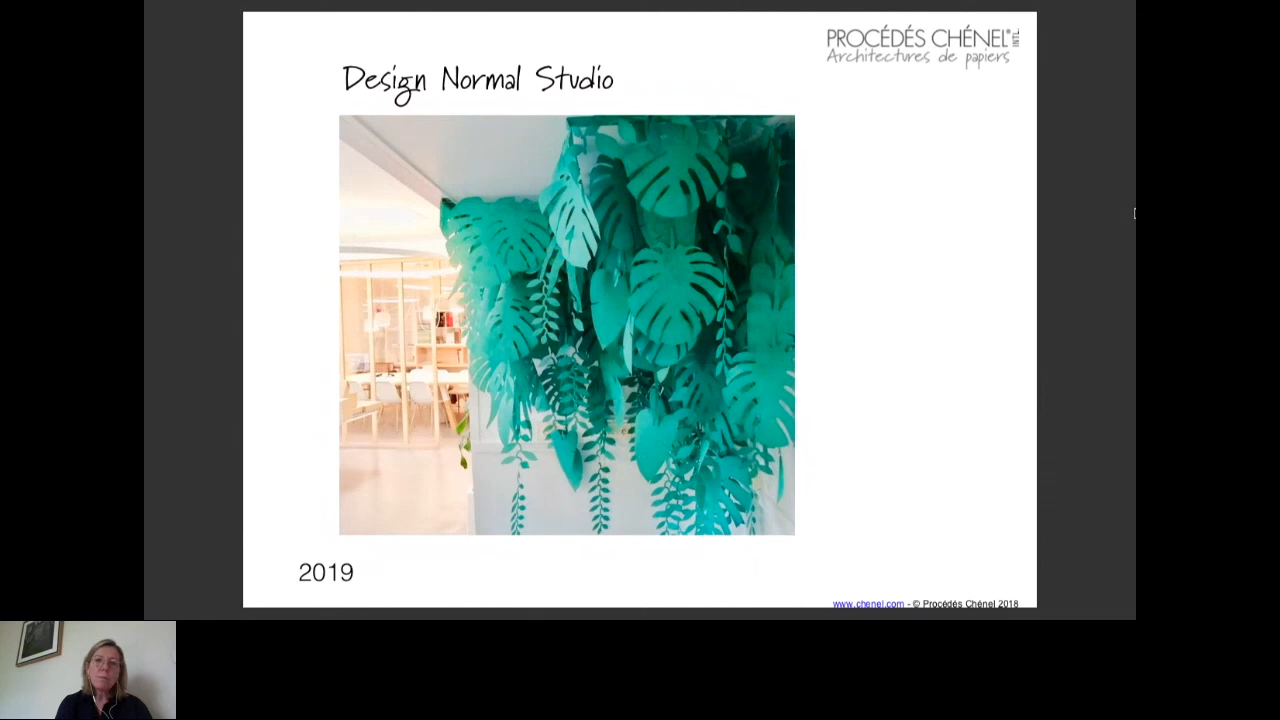 PROCÉDÉS CHÉNEL® INTL.
Architectures de papiers
Design Normal Studio
2019
www.chenel.com - © Procédés Chénel 2018